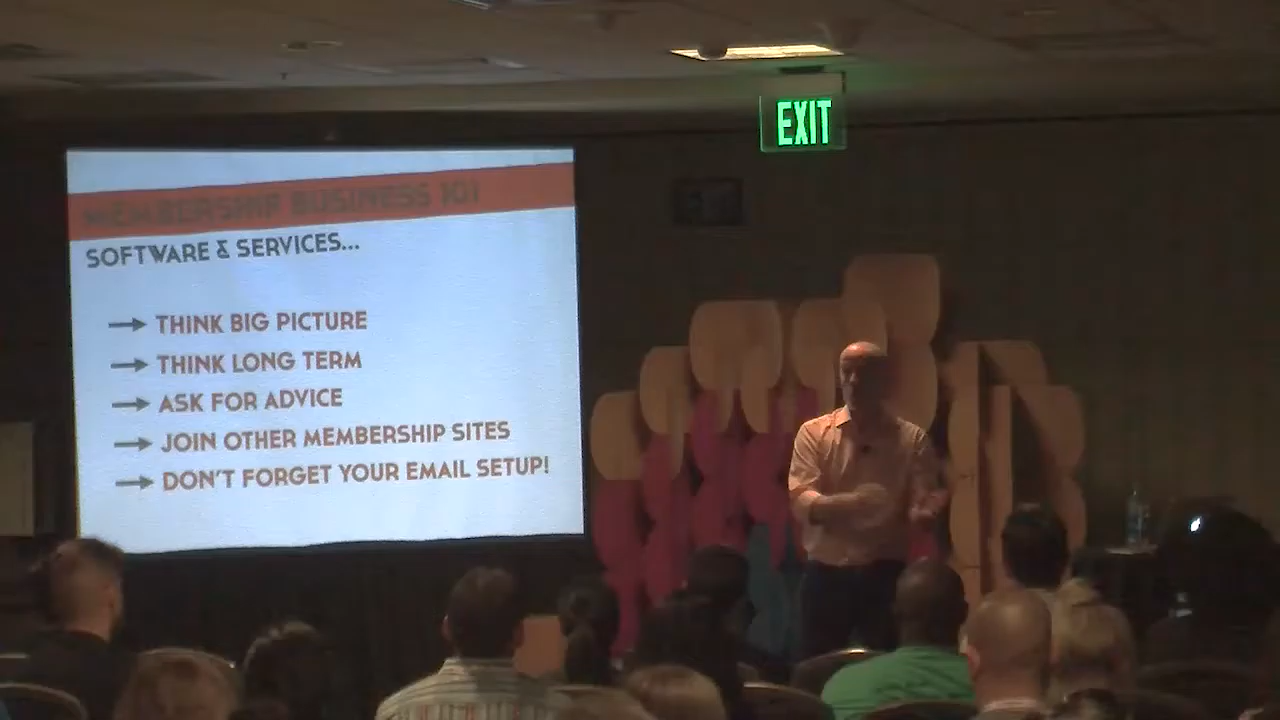 EXIT
MEMBERSHIP BUSINESS 101
SOFTWARE & SERVICES...
THINK BIG PICTURE
THINK LONG TERM
ASK FOR ADVICE
JOIN OTHER MEMBERSHIP SITES
DON'T FORGET YOUR EMAIL SETUP!